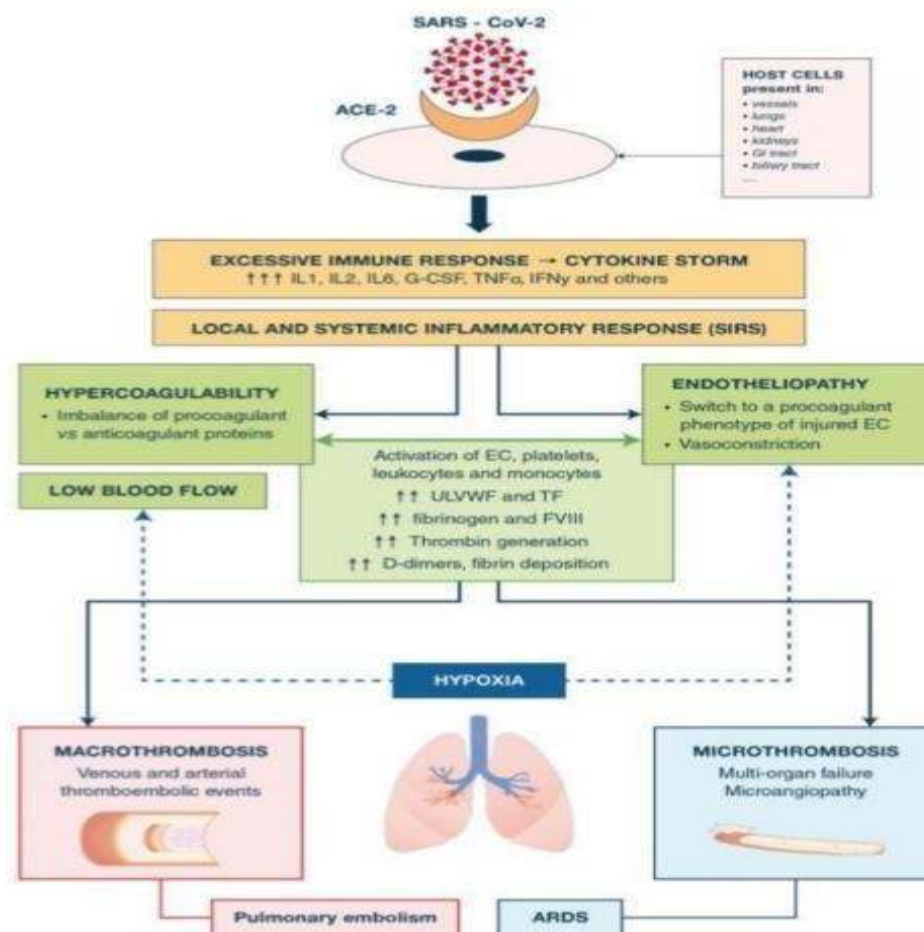 SARS - CoV-2
ACE-2
HOST CELLS
present in:
• vessels
• lungs
• heart
• kidneys
• GI tract
• biliary tract
....
EXCESSIVE IMMUNE RESPONSE → CYTOKINE STORM
↑↑↑ IL1, IL2, IL6, G-CSF, TNFα, IFNy and others
LOCAL AND SYSTEMIC INFLAMMATORY RESPONSE (SIRS)
HYPERCOAGULABILITY
• Imbalance of procoagulant
vs anticoagulant proteins
ENDOTHELIOPATHY
• Switch to a procoagulant
phenotype of injured EC
• Vasoconstriction
LOW BLOOD FLOW
Activation of EC, platelets,
leukocytes and monocytes
↑↑ ULVWF and TF
↑↑ fibrinogen and FVIII
↑↑ Thrombin generation
↑↑ D-dimers, fibrin deposition
HYPOXIA
MACROTHROMBOSIS
Venous and arterial
thromboembolic events
MICROTHROMBOSIS
Multi-organ failure
Microangiopathy
Pulmonary embolism
ARDS